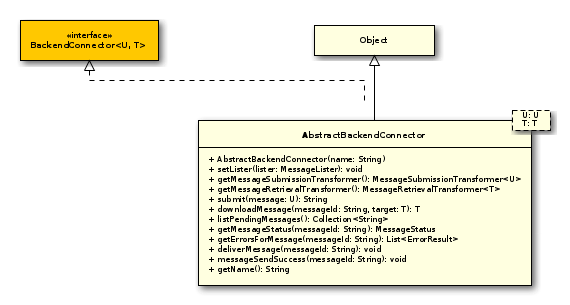 «interface»
BackendConnector<U, T>
Object
U: U
T: T
AbstractBackendConnector
+ AbstractBackendConnector(name: String)
+ setLister(lister: MessageLister): void
+ getMessageSubmissionTransformer(): MessageSubmissionTransformer<U>
+ getMessageRetrievalTransformer(): MessageRetrievalTransformer<T>
+ submit(message: U): String
+ downloadMessage(messageId: String, target: T): T
+ listPendingMessages(): Collection<String>
+ getMessageStatus(messageId: String): MessageStatus
+ getErrorsForMessage(messageId: String): List<ErrorResult>
+ deliverMessage(messageId: String): void
+ messageSendSuccess(messageId: String): void
+ getName(): String